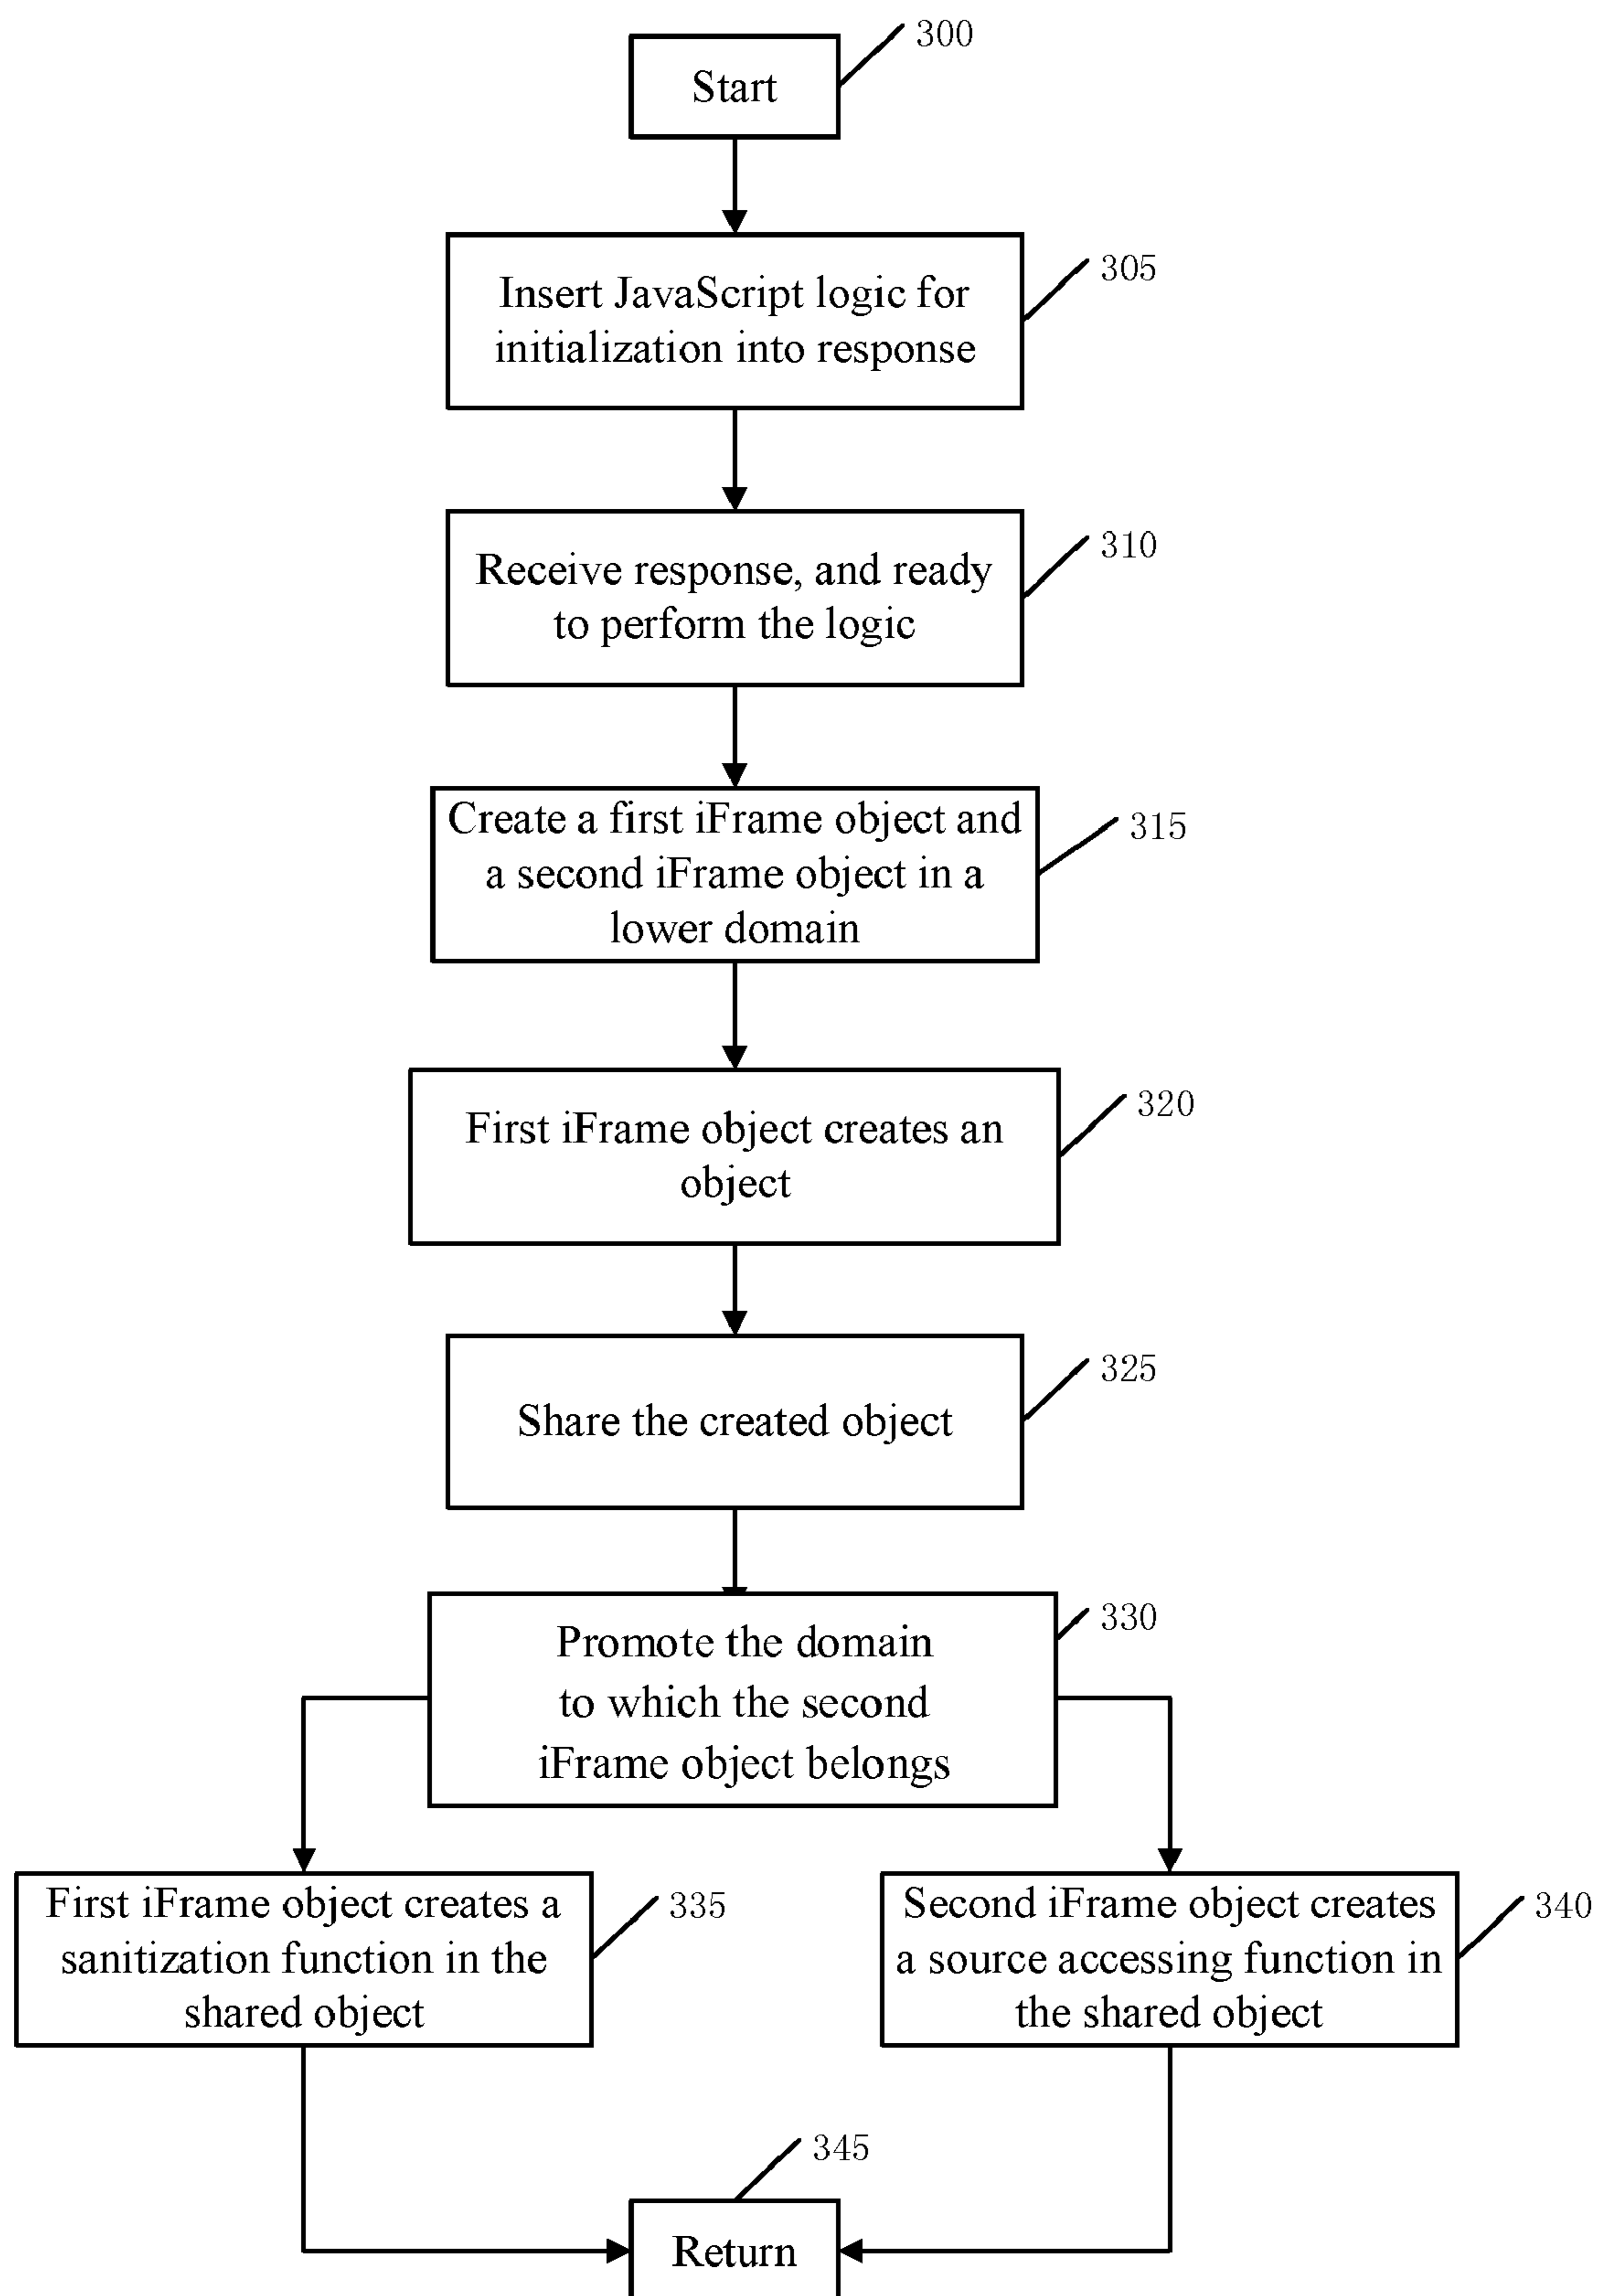 300
Start
305
Insert JavaScript logic for
initialization into response
310
Receive response, and ready
to perform the logic
315
Create a first iFrame object and
a second iFrame object in a
lower domain
320
First iFrame object creates an
object
325
Share the created object
330
Promote the domain
to which the second
iFrame object belongs
335
First iFrame object creates a
sanitization function in the
shared object
340
Second iFrame object creates
a source accessing function in
the shared object
345
Return